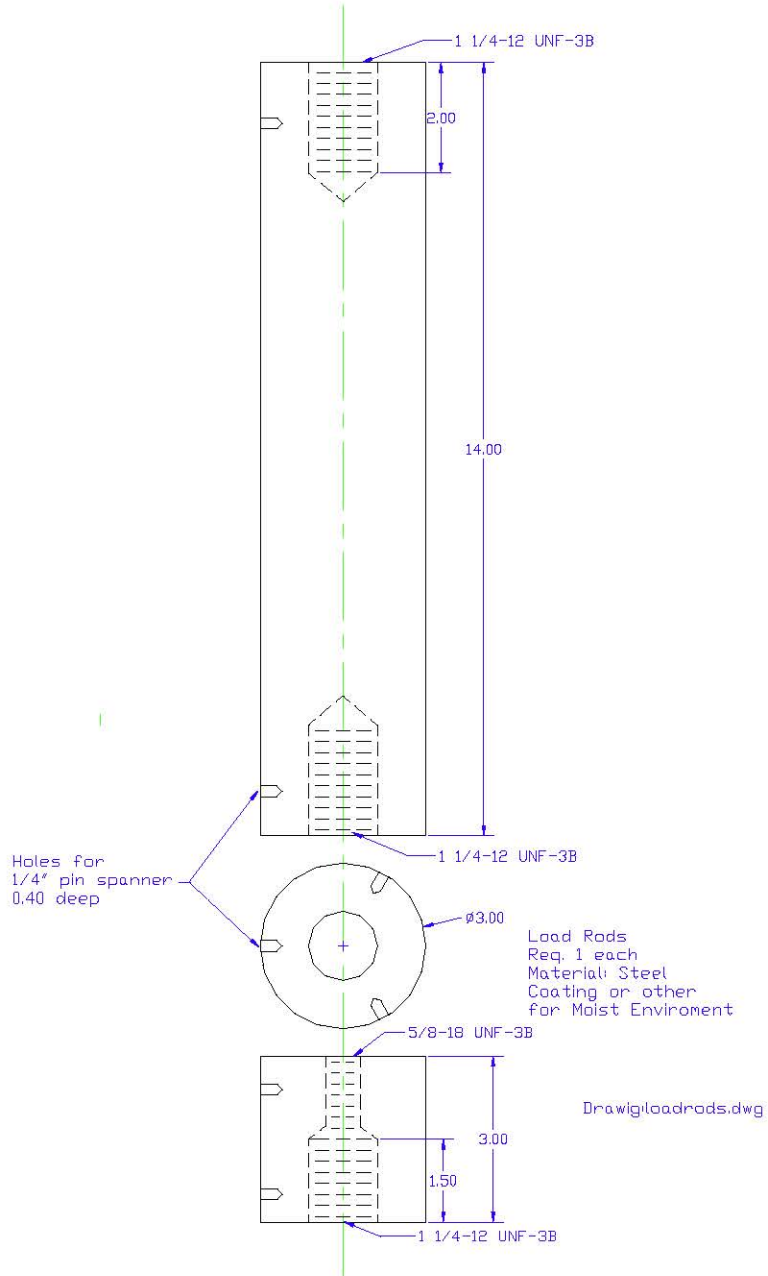 1 1/4-12 UNF-3B
2.00
14.00
1 1/4-12 UNF-3B
Holes for
1/4" pin spanner
0.40 deep
ø3.00
Load Rods
Req. 1 each
Material: Steel
Coating or other
for Moist Enviroment
5/8-18 UNF-3B
Drawig:loadrods.dwg
3.00
1.50
1 1/4-12 UNF-3B